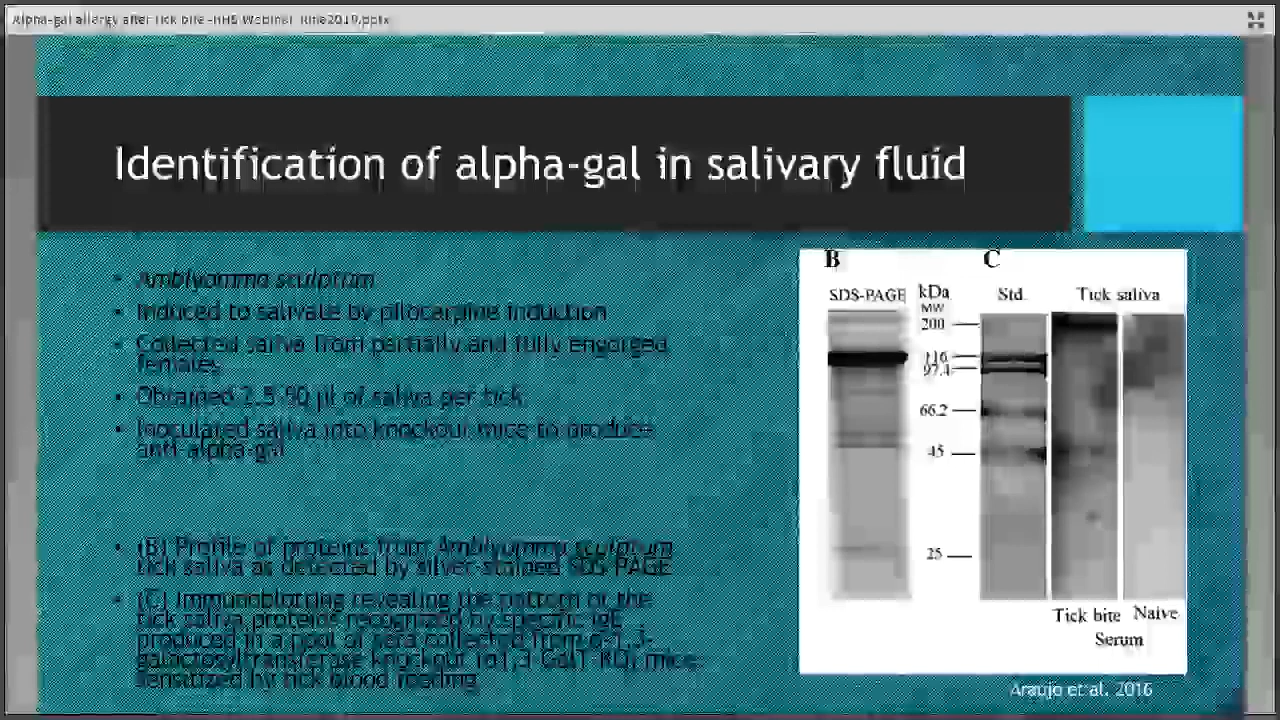 Alpha-gal allergy after tick bite -HHS Webinar June2019.pptx
Identification of alpha-gal in salivary fluid
Amblyomma sculptum
Induced to salivate by pilocarpine induction
Collected saliva from partially and fully engorged
females
Obtained 2.5-50 µl of saliva per tick
Inoculated saliva into knockout mice to produce
anti-alpha-gal
(B) Profile of proteins from Amblyomma sculptum
tick saliva as detected by silver-stained SDS-PAGE
(C) Immunoblotting revealing the pattern of the
tick saliva proteins recognized by specific IgE
produced in a pool of sera collected from α-1,3-
galactosyltransferase knockout (α1,3-GalT-KO) mice
sensitized by tick blood feeding
B
C
SDS-PAGE
kDa
MW
Std.
Tick saliva
200
116
97.4
66.2
45
25
Tick bite
Naive
Serum
Araujo et al. 2016